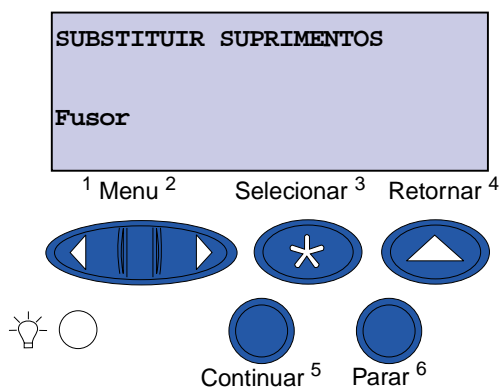 SUBSTITUIR SUPRIMENTOS
Fusor
1 Menu 2 Selecionar 3 Retornar 4
Continuar 5 Parar 6